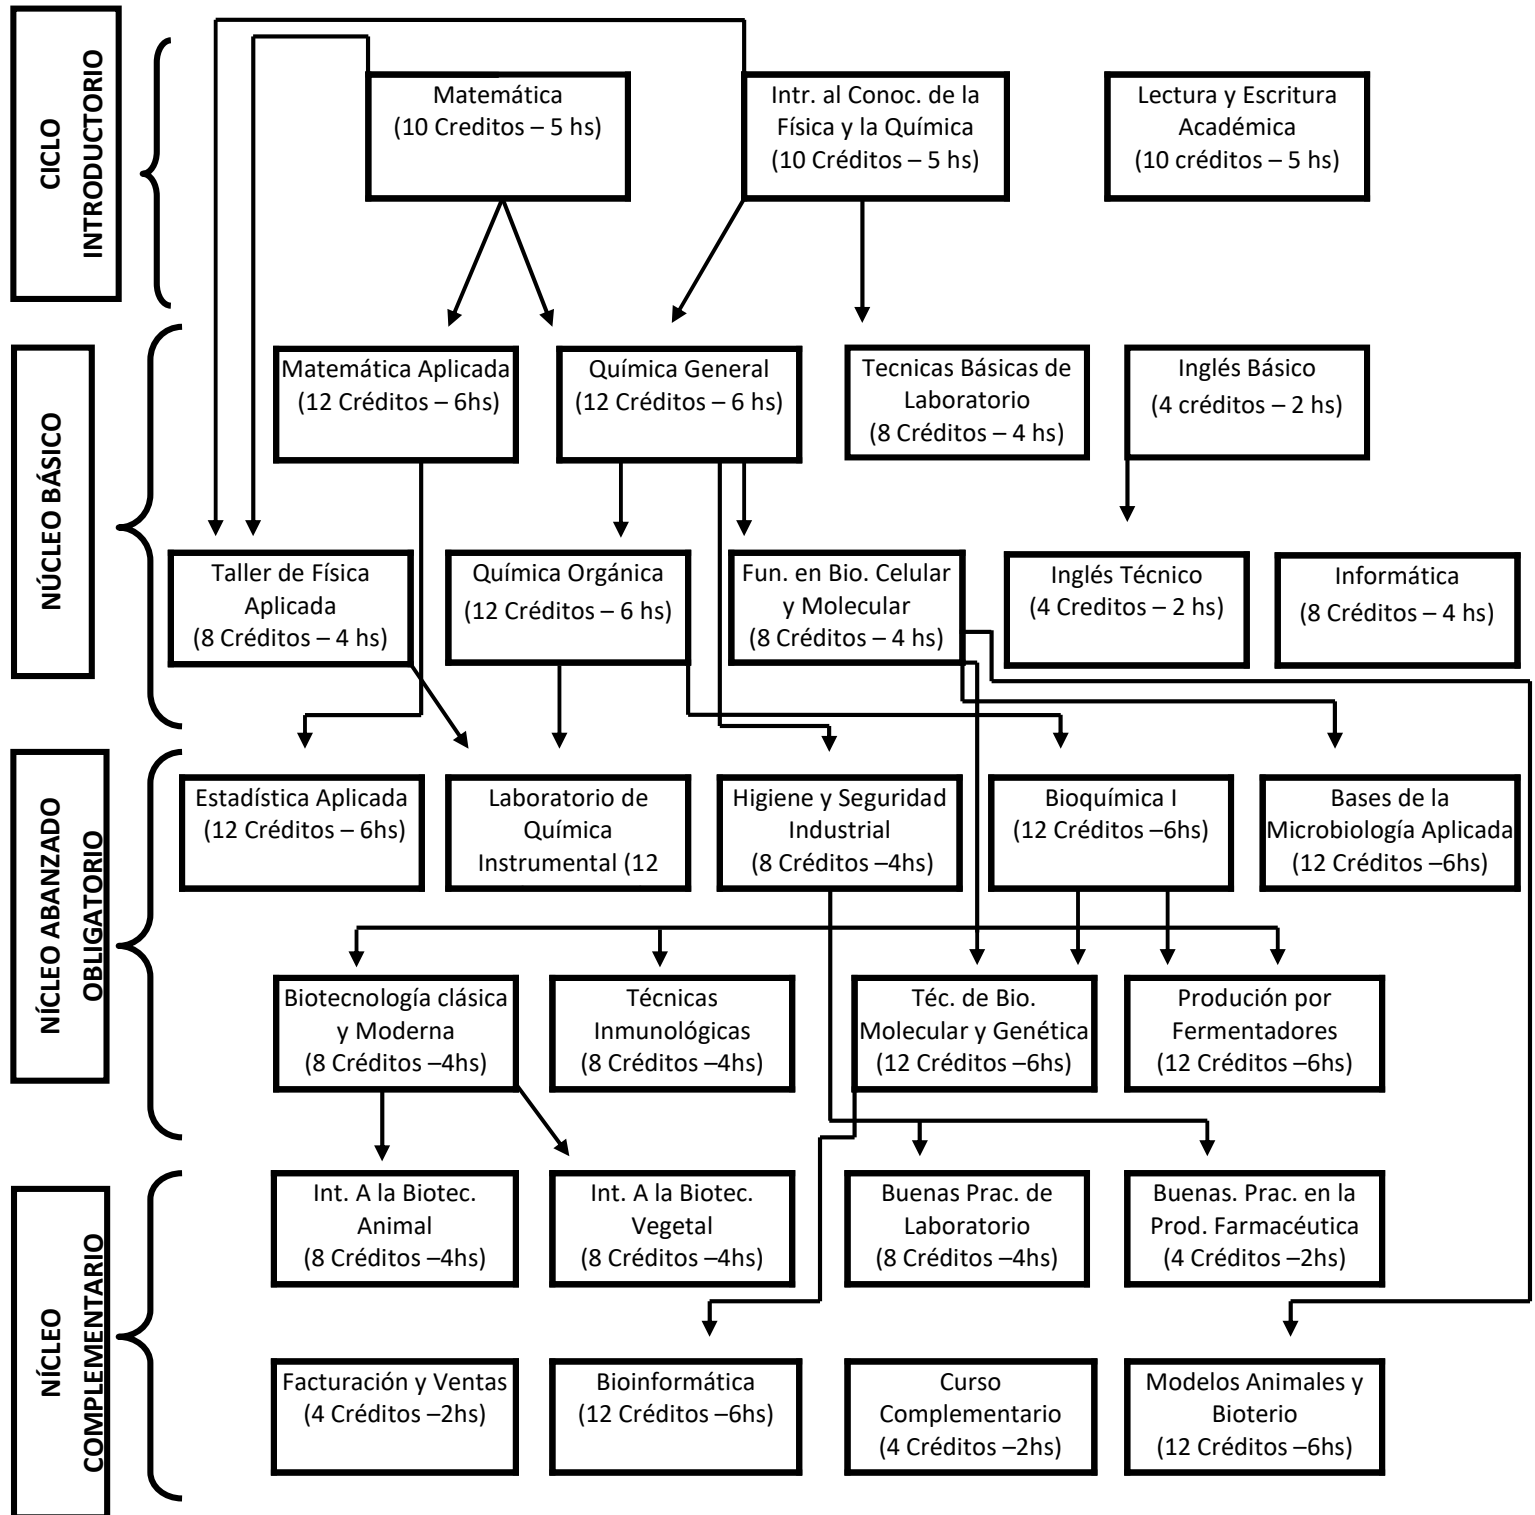 CICLO
INTRODUCTORIO
Matemática
(10 Creditos – 5 hs)
Intr. al Conoc. de la
Física y la Química
(10 Créditos – 5 hs)
Lectura y Escritura
Académica
(10 créditos – 5 hs)
NÚCLEO BÁSICO
Matemática Aplicada
(12 Créditos – 6hs)
Química General
(12 Créditos – 6 hs)
Tecnicas Básicas de
Laboratorio
(8 Créditos – 4 hs)
Inglés Básico
(4 créditos – 2 hs)
Taller de Física
Aplicada
(8 Créditos – 4 hs)
Química Orgánica
(12 Créditos – 6 hs)
Fun. en Bio. Celular
y Molecular
(8 Créditos – 4 hs)
Inglés Técnico
(4 Creditos – 2 hs)
Informática
(8 Créditos – 4 hs)
NÍCLEO ABANZADO
OBLIGATORIO
Estadística Aplicada
(12 Créditos – 6hs)
Laboratorio de
Química
Instrumental (12
Higiene y Seguridad
Industrial
(8 Créditos –4hs)
Bioquímica I
(12 Créditos –6hs)
Bases de la
Microbiología Aplicada
(12 Créditos –6hs)
Biotecnología clásica
y Moderna
(8 Créditos –4hs)
Técnicas
Inmunológicas
(8 Créditos –4hs)
Téc. de Bio.
Molecular y Genética
(12 Créditos –6hs)
Produción por
Fermentadores
(12 Créditos –6hs)
NÍCLEO
COMPLEMENTARIO
Int. A la Biotec.
Animal
(8 Créditos –4hs)
Int. A la Biotec.
Vegetal
(8 Créditos –4hs)
Buenas Prac. de
Laboratorio
(8 Créditos –4hs)
Buenas. Prac. en la
Prod. Farmacéutica
(4 Créditos –2hs)
Facturación y Ventas
(4 Créditos –2hs)
Bioinformática
(12 Créditos –6hs)
Curso
Complementario
(4 Créditos –2hs)
Modelos Animales y
Bioterio
(12 Créditos –6hs)